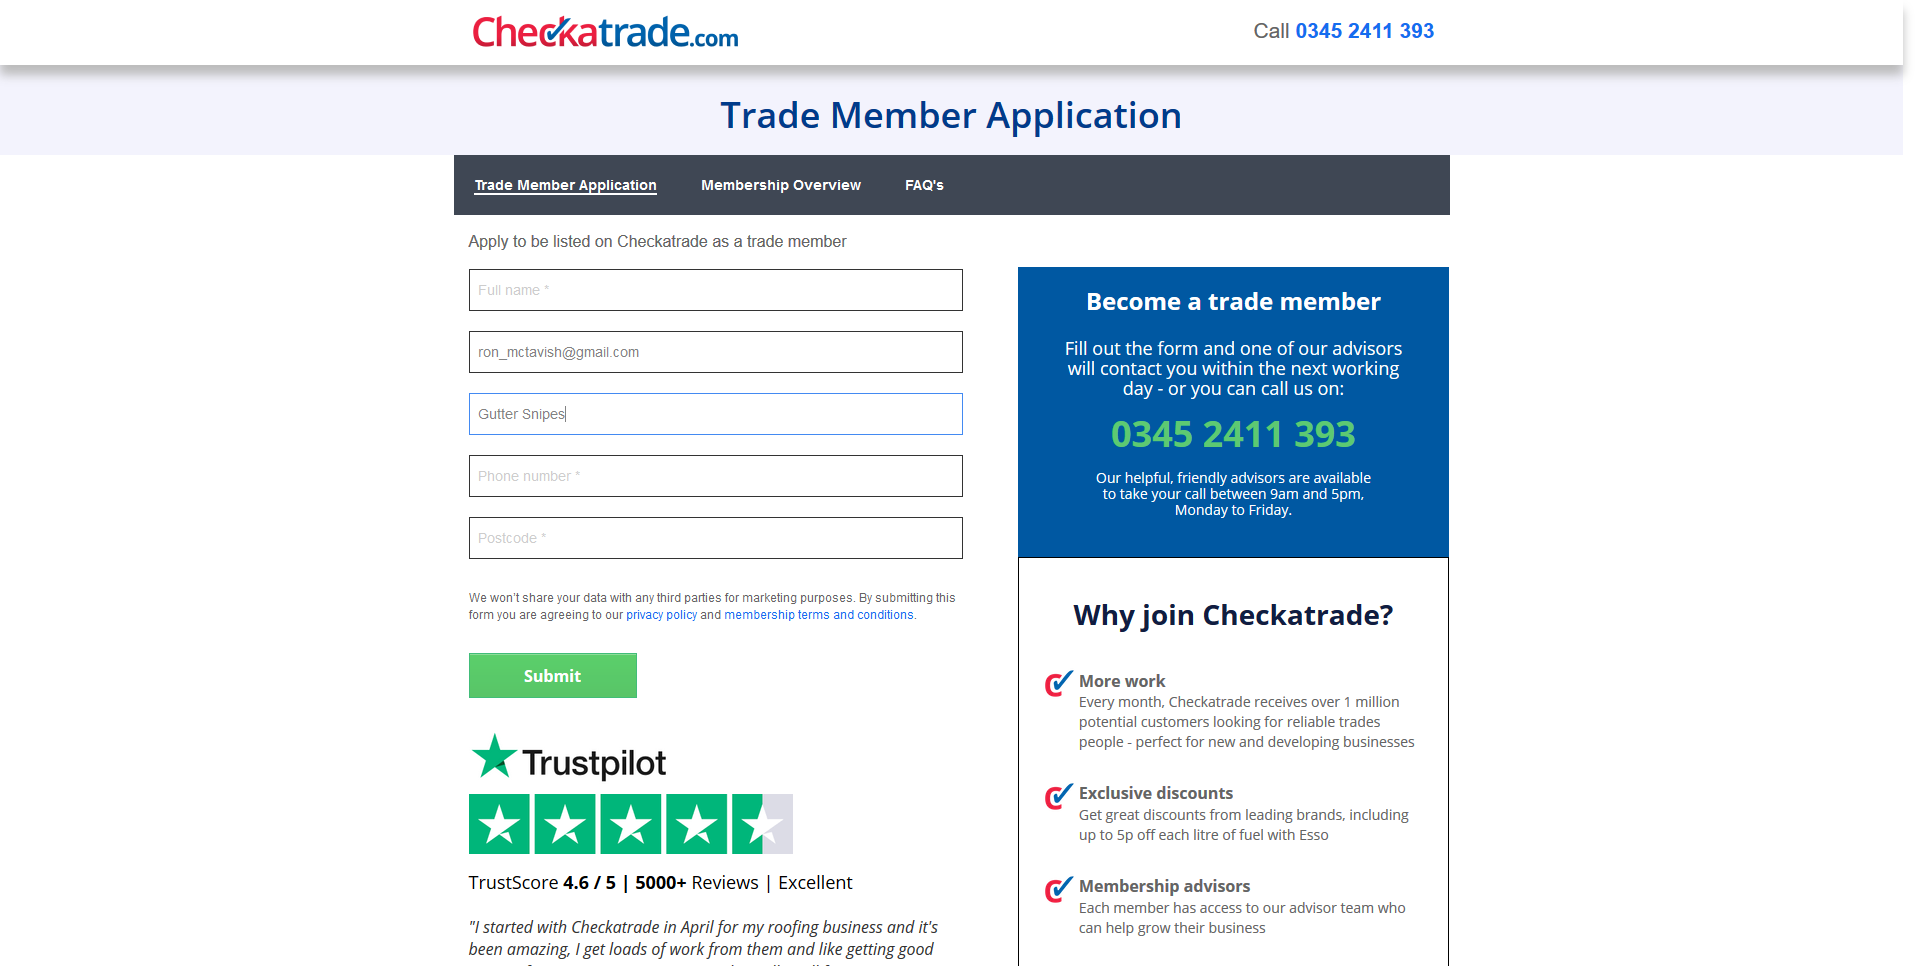 Checkatrade.com
Call 0345 2411 393
Trade Member Application
Trade Member Application
Membership Overview
FAQ's
Apply to be listed on Checkatrade as a trade member
Full name *
ron_mctavish@gmail.com
Gutter Snipes
Phone number *
Postcode *
We won't share your data with any third parties for marketing purposes. By submitting this
form you are agreeing to our privacy policy and membership terms and conditions.
Submit
Trustpilot
TrustScore 4.6 / 5 | 5000+ Reviews | Excellent
"I started with Checkatrade in April for my roofing business and it's
been amazing, I get loads of work from them and like getting good
Become a trade member
Fill out the form and one of our advisors
will contact you within the next working
day - or you can call us on:
0345 2411 393
Our helpful, friendly advisors are available
to take your call between 9am and 5pm,
Monday to Friday.
Why join Checkatrade?
More work
Every month, Checkatrade receives over 1 million
potential customers looking for reliable trades
people - perfect for new and developing businesses
Exclusive discounts
Get great discounts from leading brands, including
up to 5p off each litre of fuel with Esso
Membership advisors
Each member has access to our advisor team who
can help grow their business